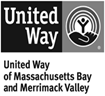 United
Way
United Way
of Massachusetts Bay
and Merrimack Valley